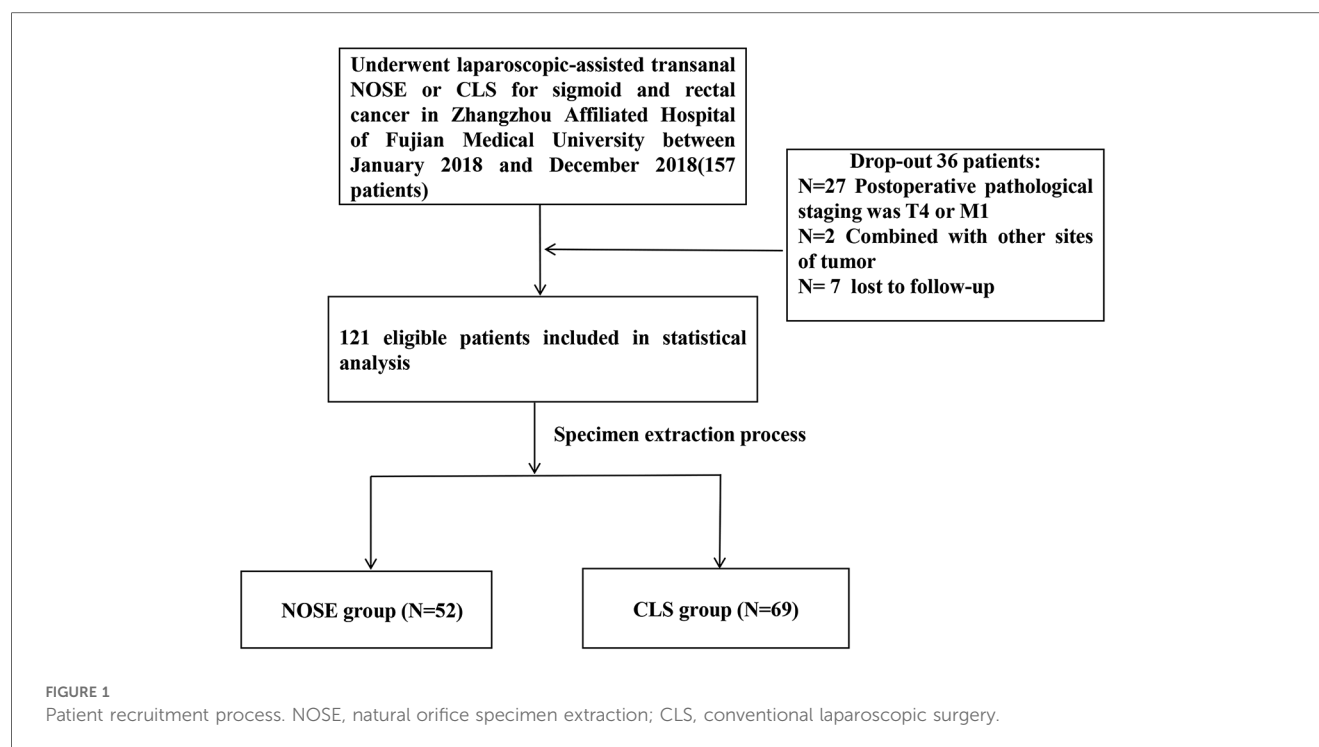 Underwent laparoscopic-assisted transanal
NOSE or CLS for sigmoid and rectal
cancer in Zhangzhou Affiliated Hospital
of Fujian Medical University between
January 2018 and December 2018(157
patients)
Drop-out 36 patients:
N=27 Postoperative pathological
staging was T4 or M1
N=2 Combined with other sites
of tumor
N= 7 lost to follow-up
121 eligible patients included in statistical
analysis
Specimen extraction process
NOSE group (N=52)
CLS group (N=69)
FIGURE 1
Patient recruitment process. NOSE, natural orifice specimen extraction; CLS, conventional laparoscopic surgery.